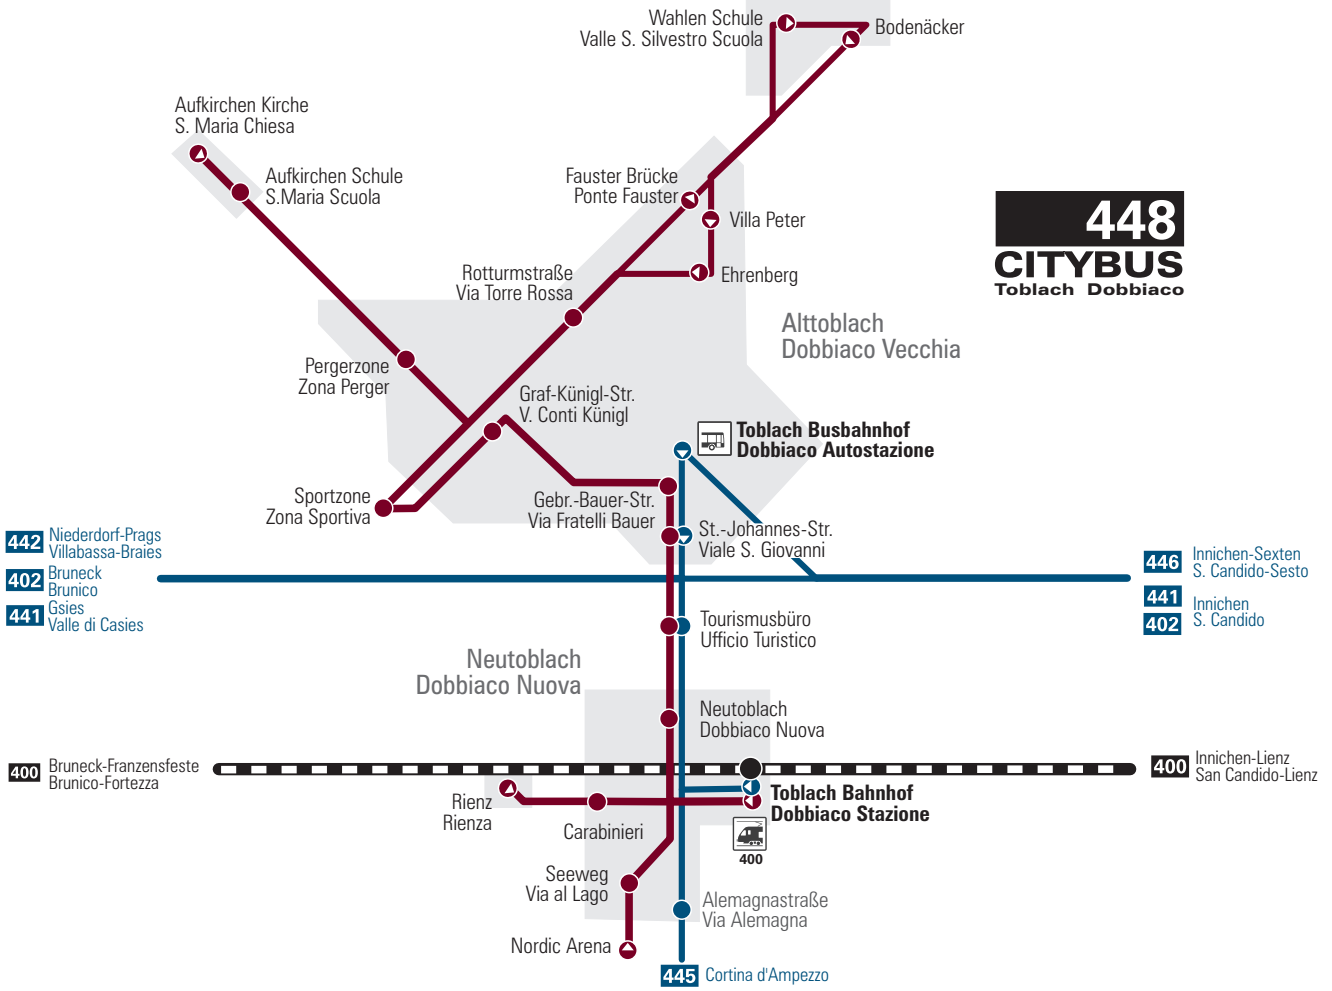 Wahlen Schule
Valle S. Silvestro Scuola
Bodenäcker
Aufkirchen Kirche
S. Maria Chiesa
Aufkirchen Schule
S.Maria Scuola
Fauster Brücke
Ponte Fauster
Villa Peter
448
CITYBUS
Toblach Dobbiaco
Rotturmstraße
Via Torre Rossa
Ehrenberg
Alttoblach
Dobbiaco Vecchia
Pergerzone
Zona Perger
Graf-Künigl-Str.
V. Conti Künigl
Toblach Busbahnhof
Dobbiaco Autostazione
Sportzone
Zona Sportiva
Gebr.-Bauer-Str.
Via Fratelli Bauer
St.-Johannes-Str.
Viale S. Giovanni
442 Niederdorf-Prags
Villabassa-Braies
402 Bruneck
Brunico
441 Gsies
Valle di Casies
446 Innichen-Sexten
S. Candido-Sesto
441 Innichen
402 S. Candido
Tourismusbüro
Ufficio Turistico
Neutoblach
Dobbiaco Nuova
Neutoblach
Dobbiaco Nuova
400 Bruneck-Franzensfeste
Brunico-Fortezza
400 Innichen-Lienz
San Candido-Lienz
Rienz
Rienza
Carabinieri
Toblach Bahnhof
Dobbiaco Stazione
400
Seeweg
Via al Lago
Alemagnastraße
Via Alemagna
Nordic Arena
445 Cortina d'Ampezzo